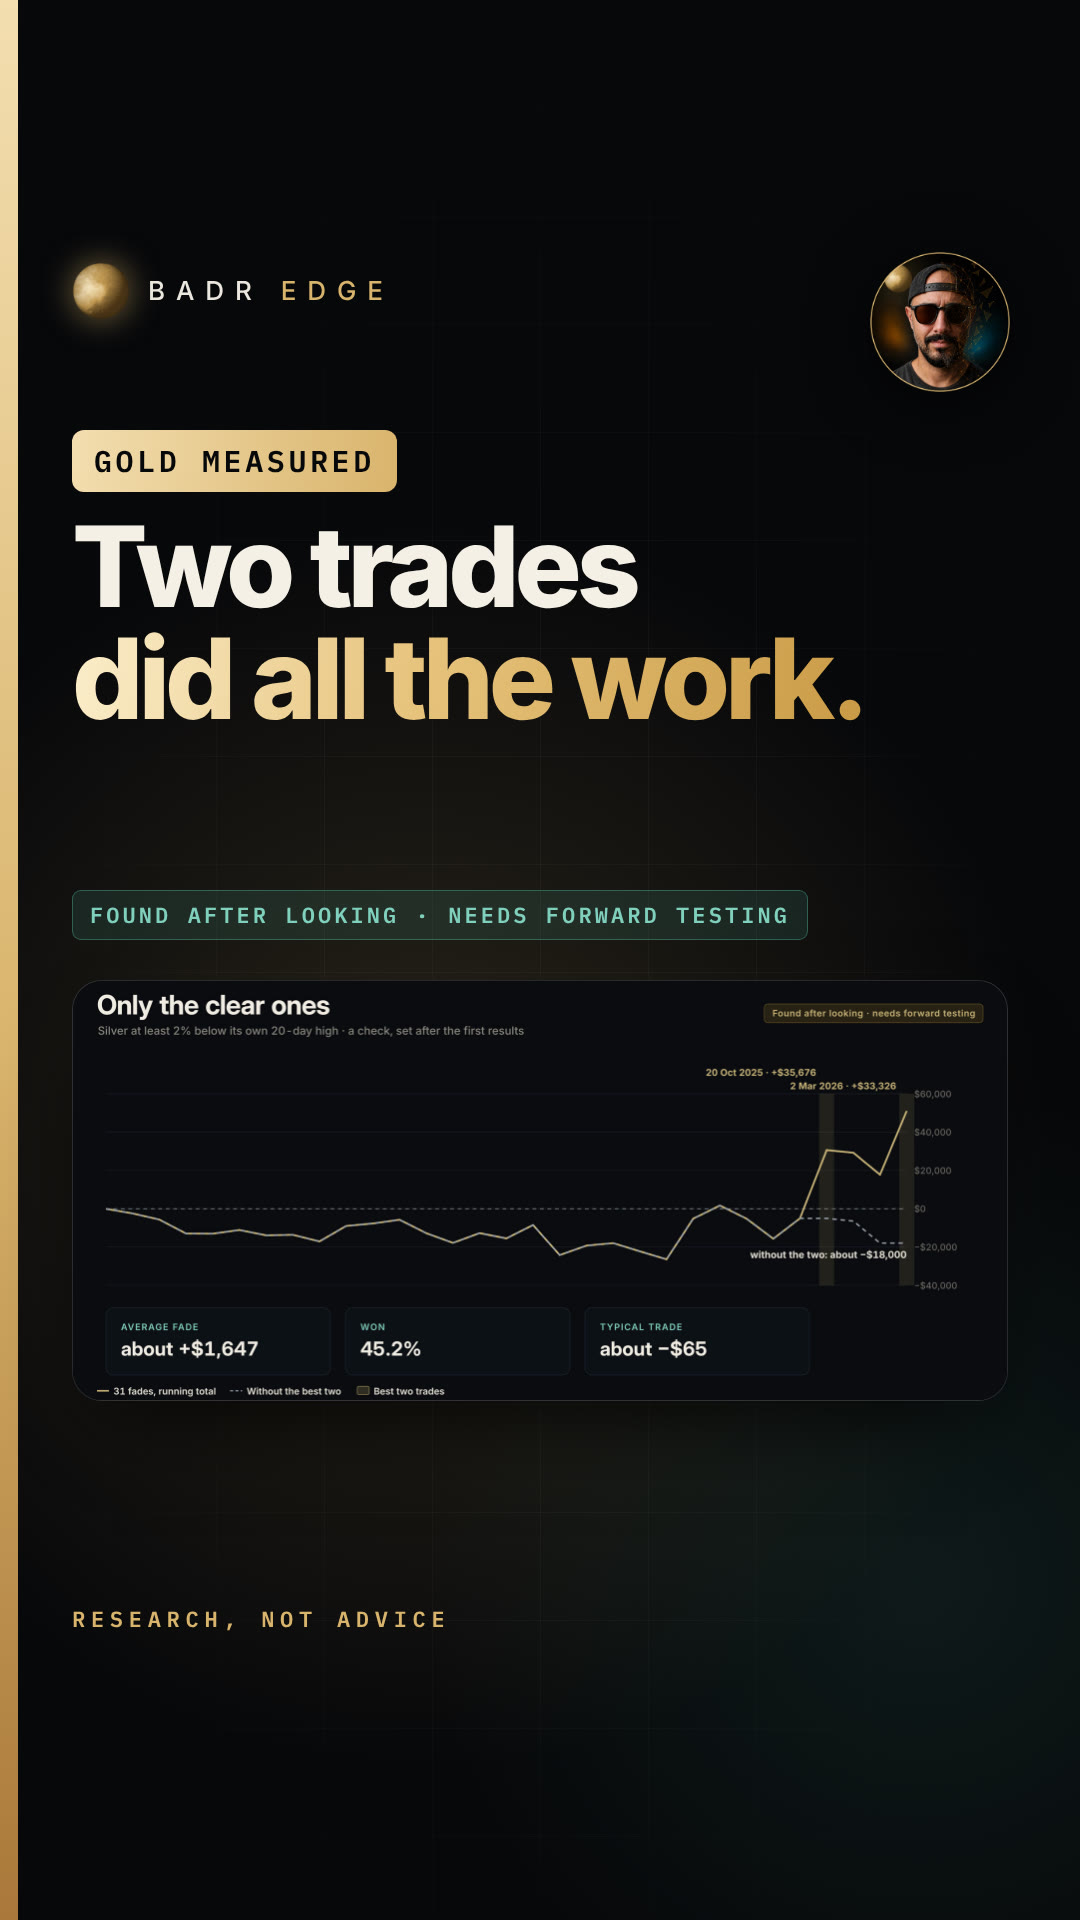 BADR EDGE
GOLD MEASURED
Two trades
did all the work.
FOUND AFTER LOOKING · NEEDS FORWARD TESTING
Only the clear ones
Found after looking · needs forward testing
Silver at least 2% below its own 20-day high · a check, set after the first results
20 Oct 2025 · +$35,676
2 Mar 2026 · +$33,326
$60,000
$40,000
$20,000
$0
−$20,000
without the two: about −$18,000
−$40,000
AVERAGE FADE
about +$1,647
WON
45.2%
TYPICAL TRADE
about −$65
31 fades, running total
Without the best two
Best two trades
RESEARCH, NOT ADVICE